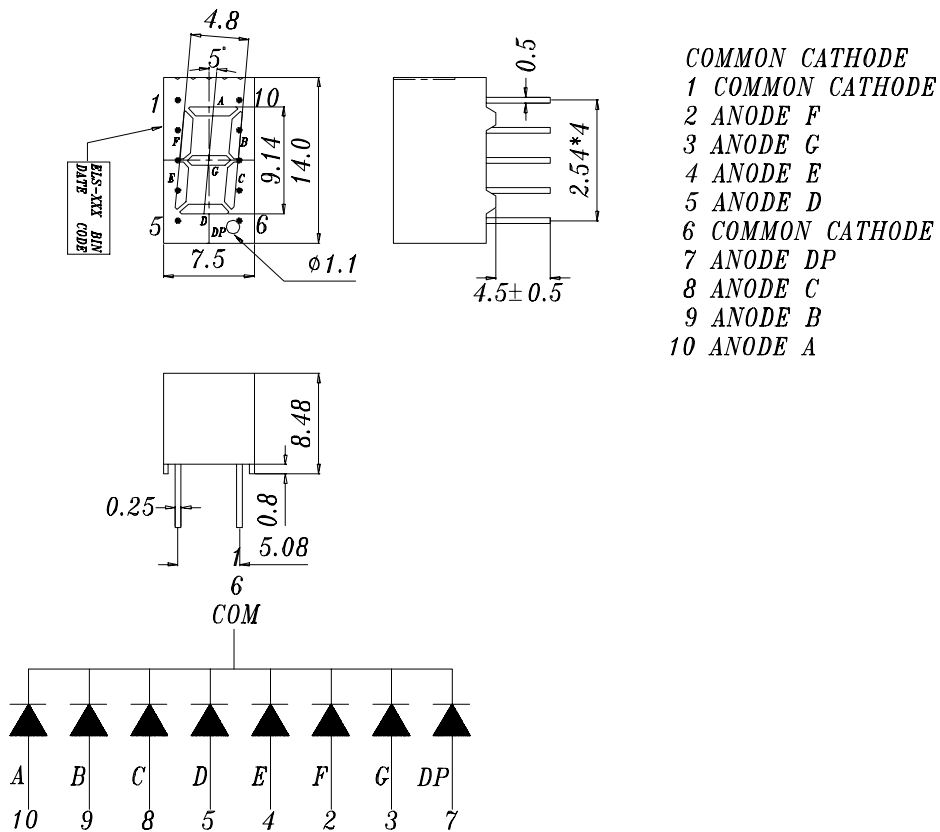 4.8
5°
1
10
A
F
B
G
E
C
D
DP
5
6
9.14
14.0
7.5
ø1.1
ELS-XXX BIN
DATE CODE
0.5
2.54*4
4.5±0.5
COMMON CATHODE
1 COMMON CATHODE
2 ANODE F
3 ANODE G
4 ANODE E
5 ANODE D
6 COMMON CATHODE
7 ANODE DP
8 ANODE C
9 ANODE B
10 ANODE A
8.48
0.25
0.8
5.08
1
6
COM
A B C D E F G DP
10 9 8 5 4 2 3 7